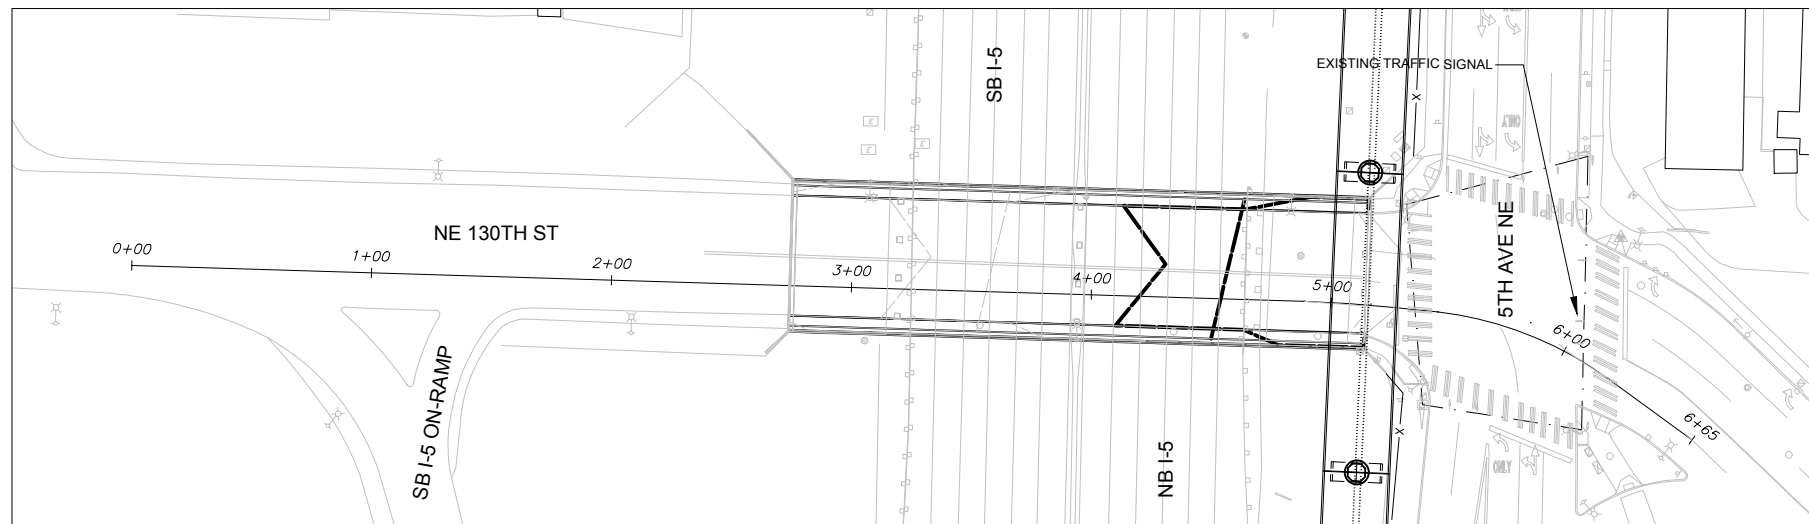 SB I-5
EXISTING TRAFFIC SIGNAL
X
ONLY
E
E
E
NE 130TH ST
5TH AVE NE
0+00
1+00
2+00
3+00
4+00
5+00
6+00
6+65
SB I-5 ON-RAMP
NB I-5
X
ONLY